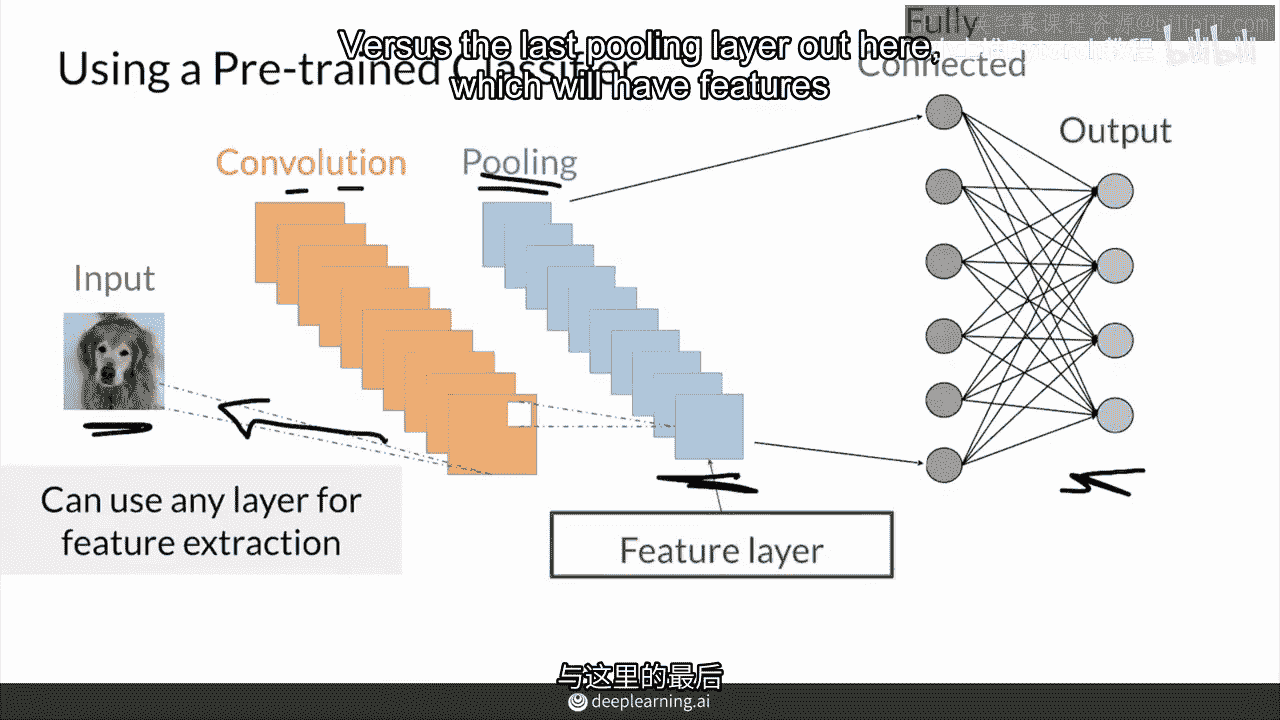 Versus the last pooling layer out here,
which will have features
Using a Pre-trained Classifier
Fully
Connected
Output
Convolution
Pooling
Input
Can use any layer for
feature extraction
Feature layer
与这里的最后
deeplearning.ai
bilibili